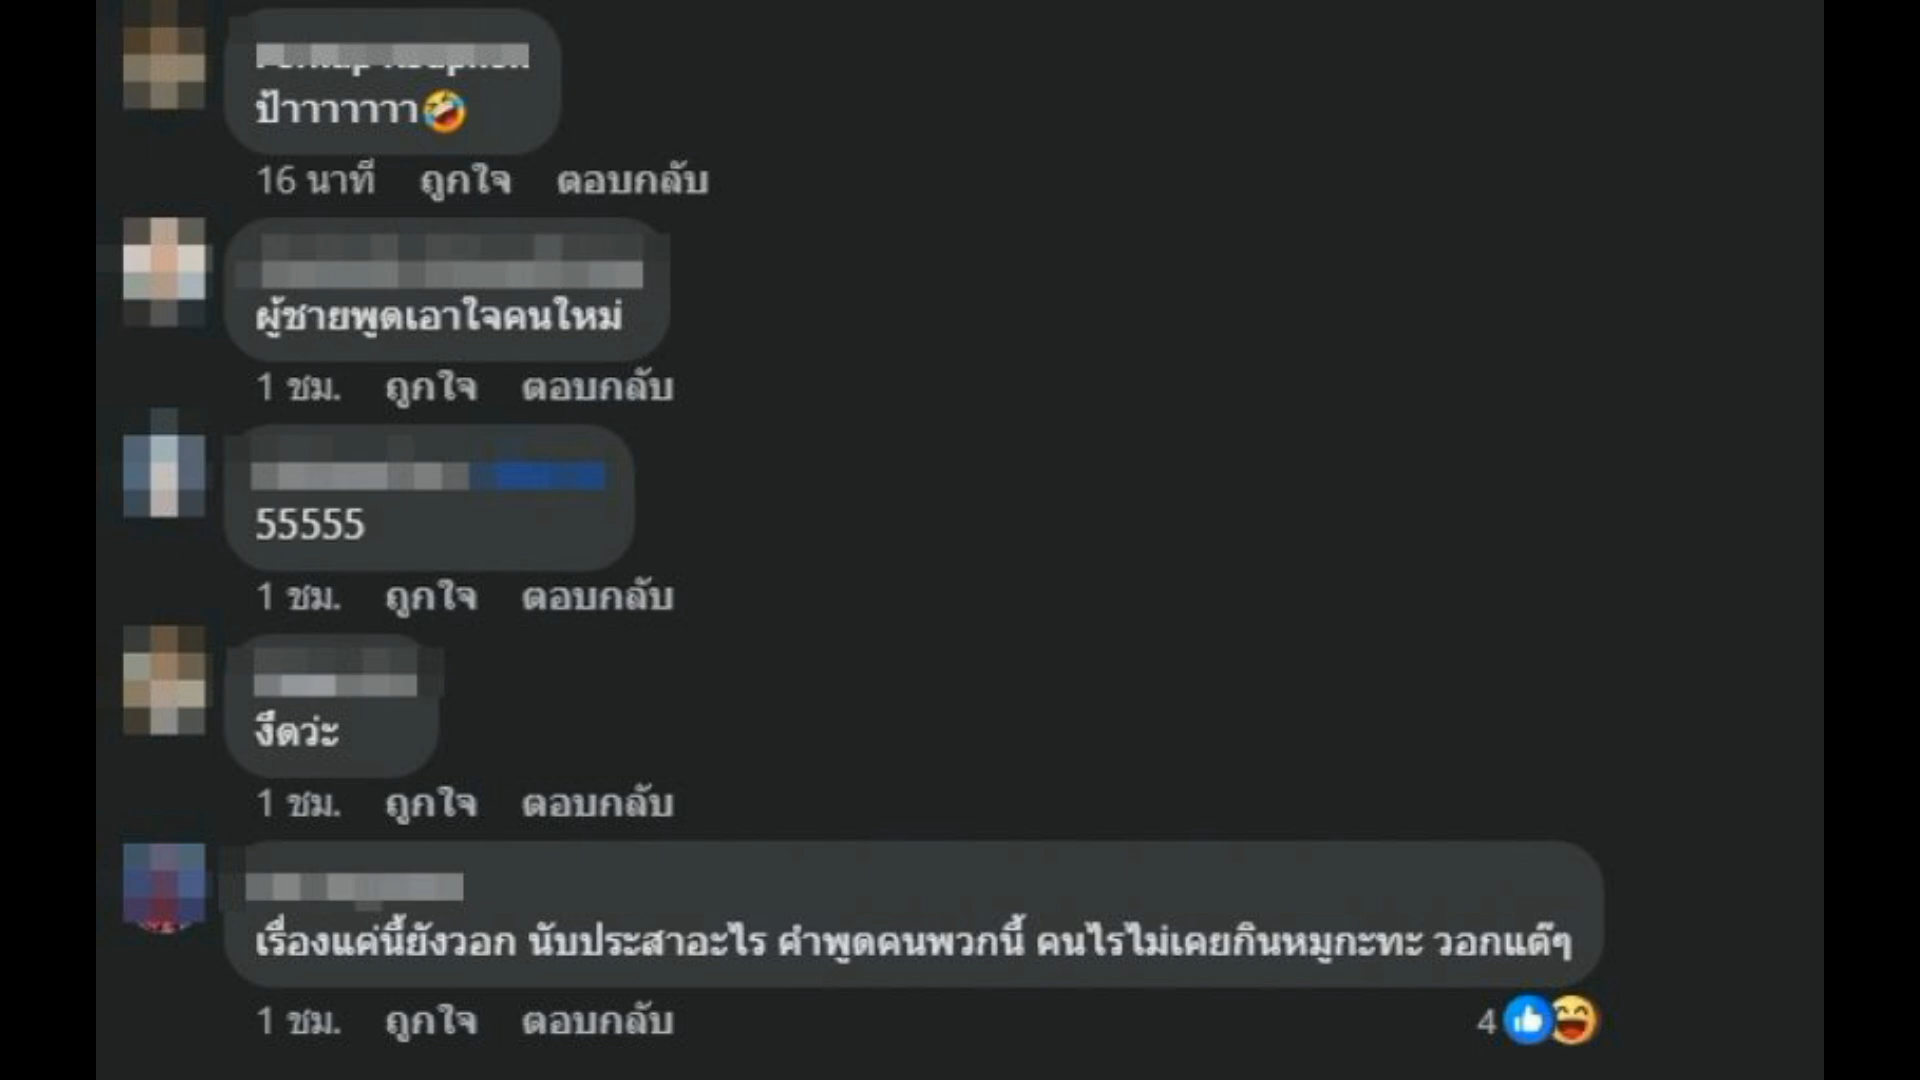 ป้าาาาาาา🤣
16 นาที ถูกใจ ตอบกลับ
ผู้ชายพูดเอาใจคนใหม่
1 ชม. ถูกใจ ตอบกลับ
55555
1 ชม. ถูกใจ ตอบกลับ
งึดว่ะ
1 ชม. ถูกใจ ตอบกลับ
เรื่องแค่นี้ยังวอก นับประสาอะไร คำพูดคนพวกนี้ คนไรไม่เคยกินหมูกะทะ วอกแด๊ๆ
1 ชม. ถูกใจ ตอบกลับ 4